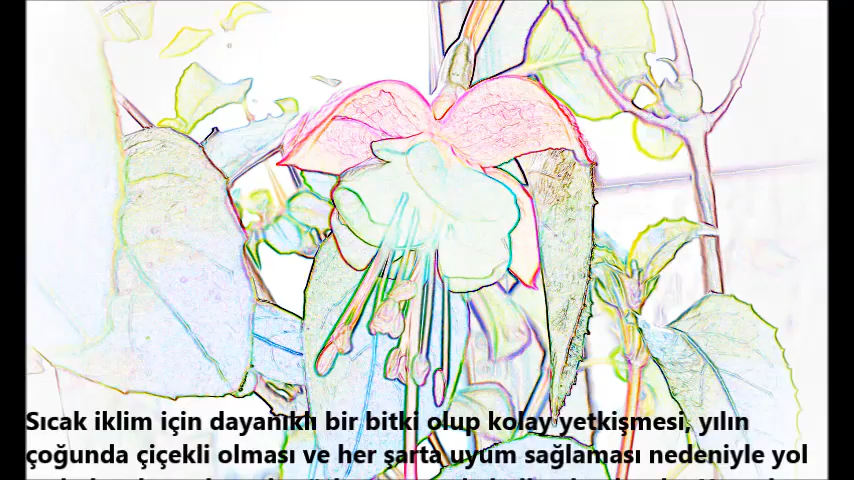 Sıcak iklim için dayanıklı bir bitki olup kolay yetkişmesi, yılın
çoğunda çiçekli olması ve her şarta uyum sağlaması nedeniyle yol